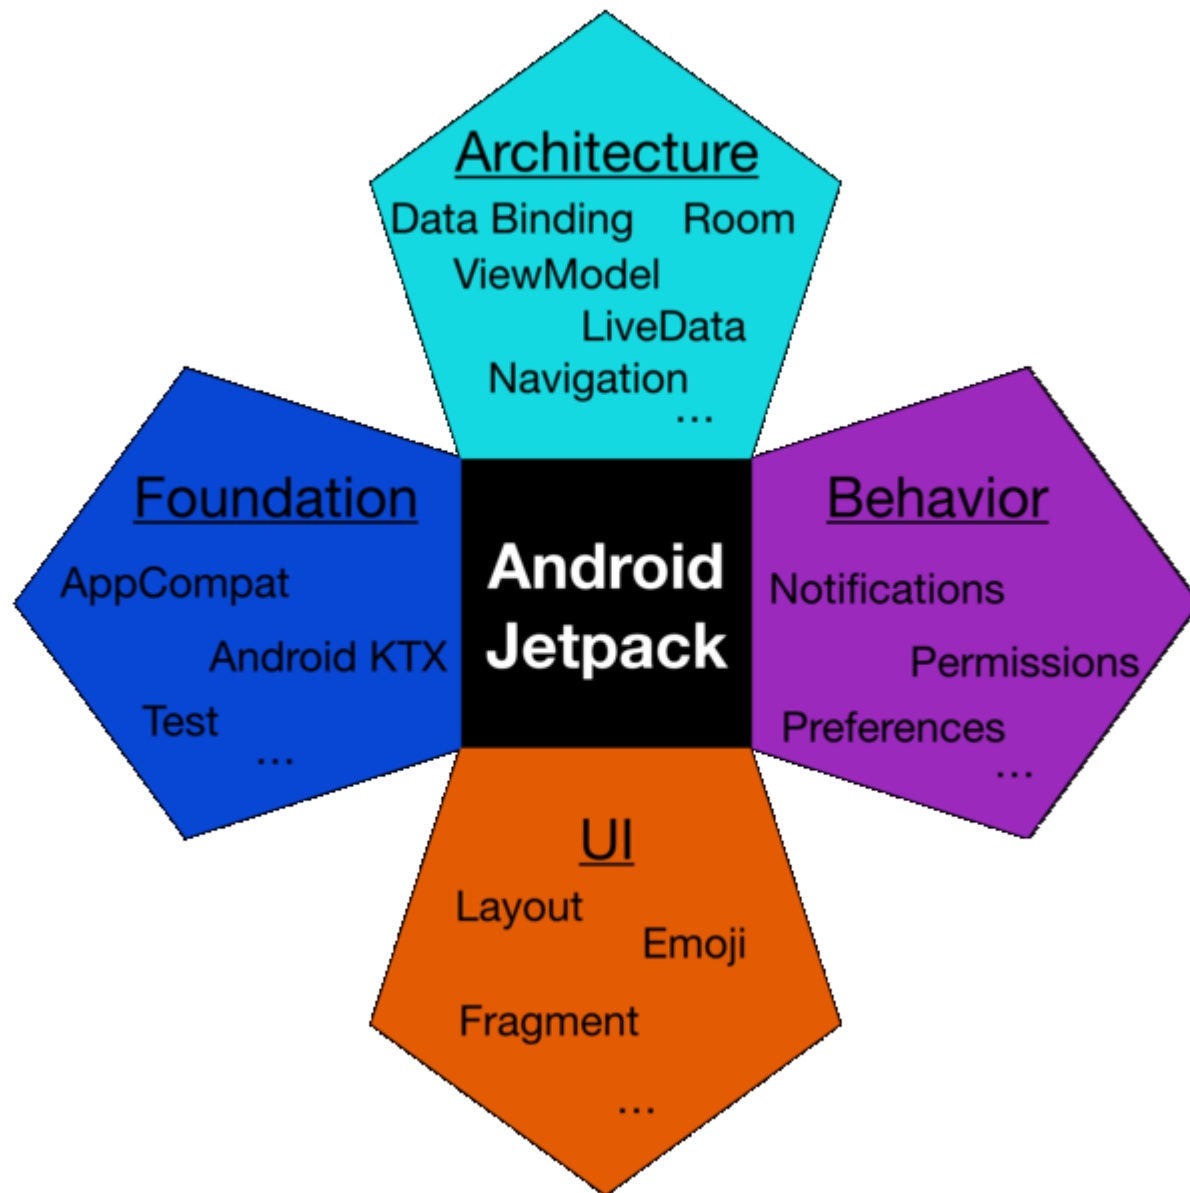 Architecture
Data Binding Room
ViewModel
LiveData
Navigation
...
Foundation
AppCompat
Android KTX
Test
...
Android
Jetpack
Behavior
Notifications
Permissions
Preferences
...
UI
Layout
Emoji
Fragment
...